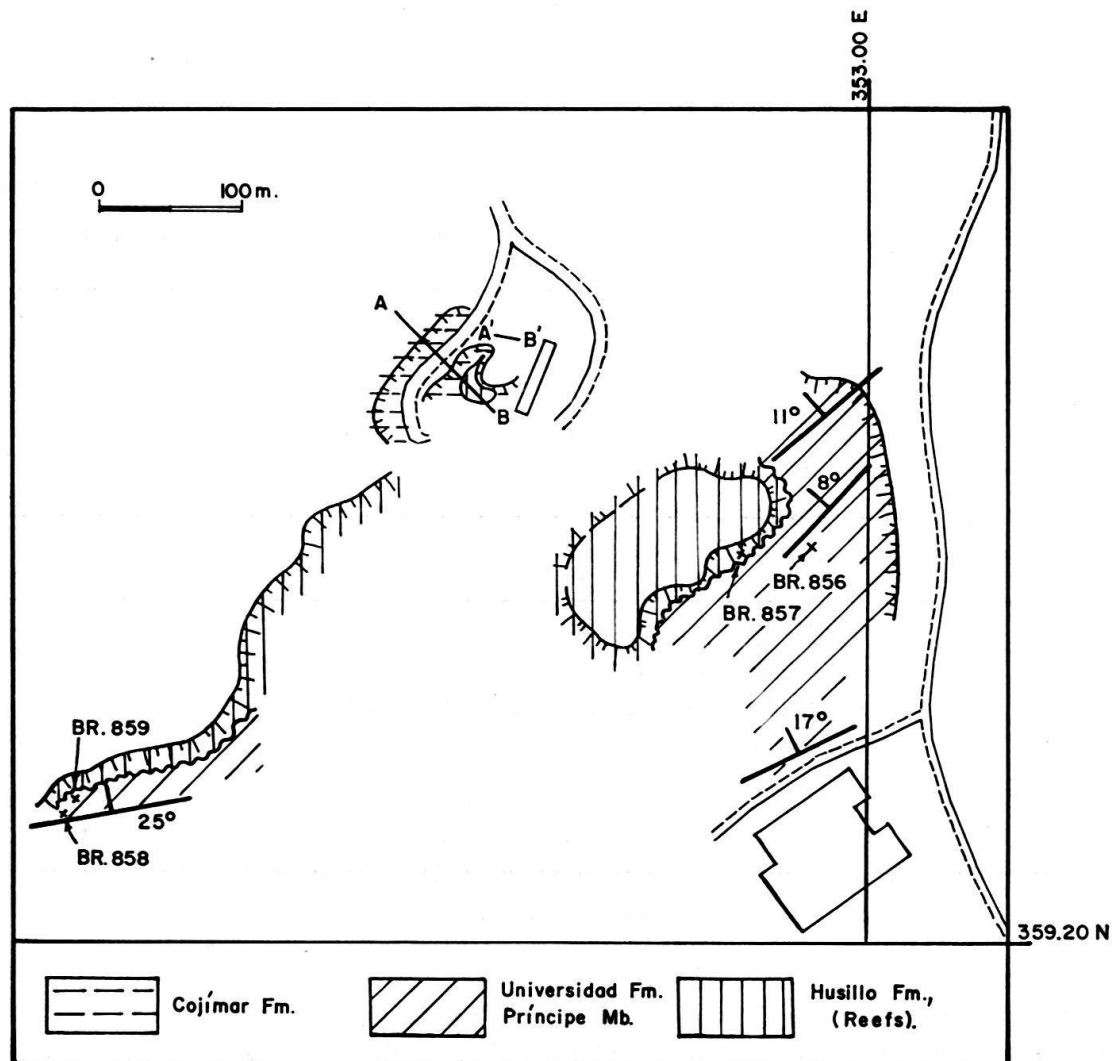 353.00 E
0 100 m.
A
A' B'
B
11°
8°
BR. 856
BR. 857
BR. 859
17°
25°
BR. 858
359.20 N
Cojímar Fm.
Universidad Fm.
Príncipe Mb.
Husillo Fm.,
(Reefs).